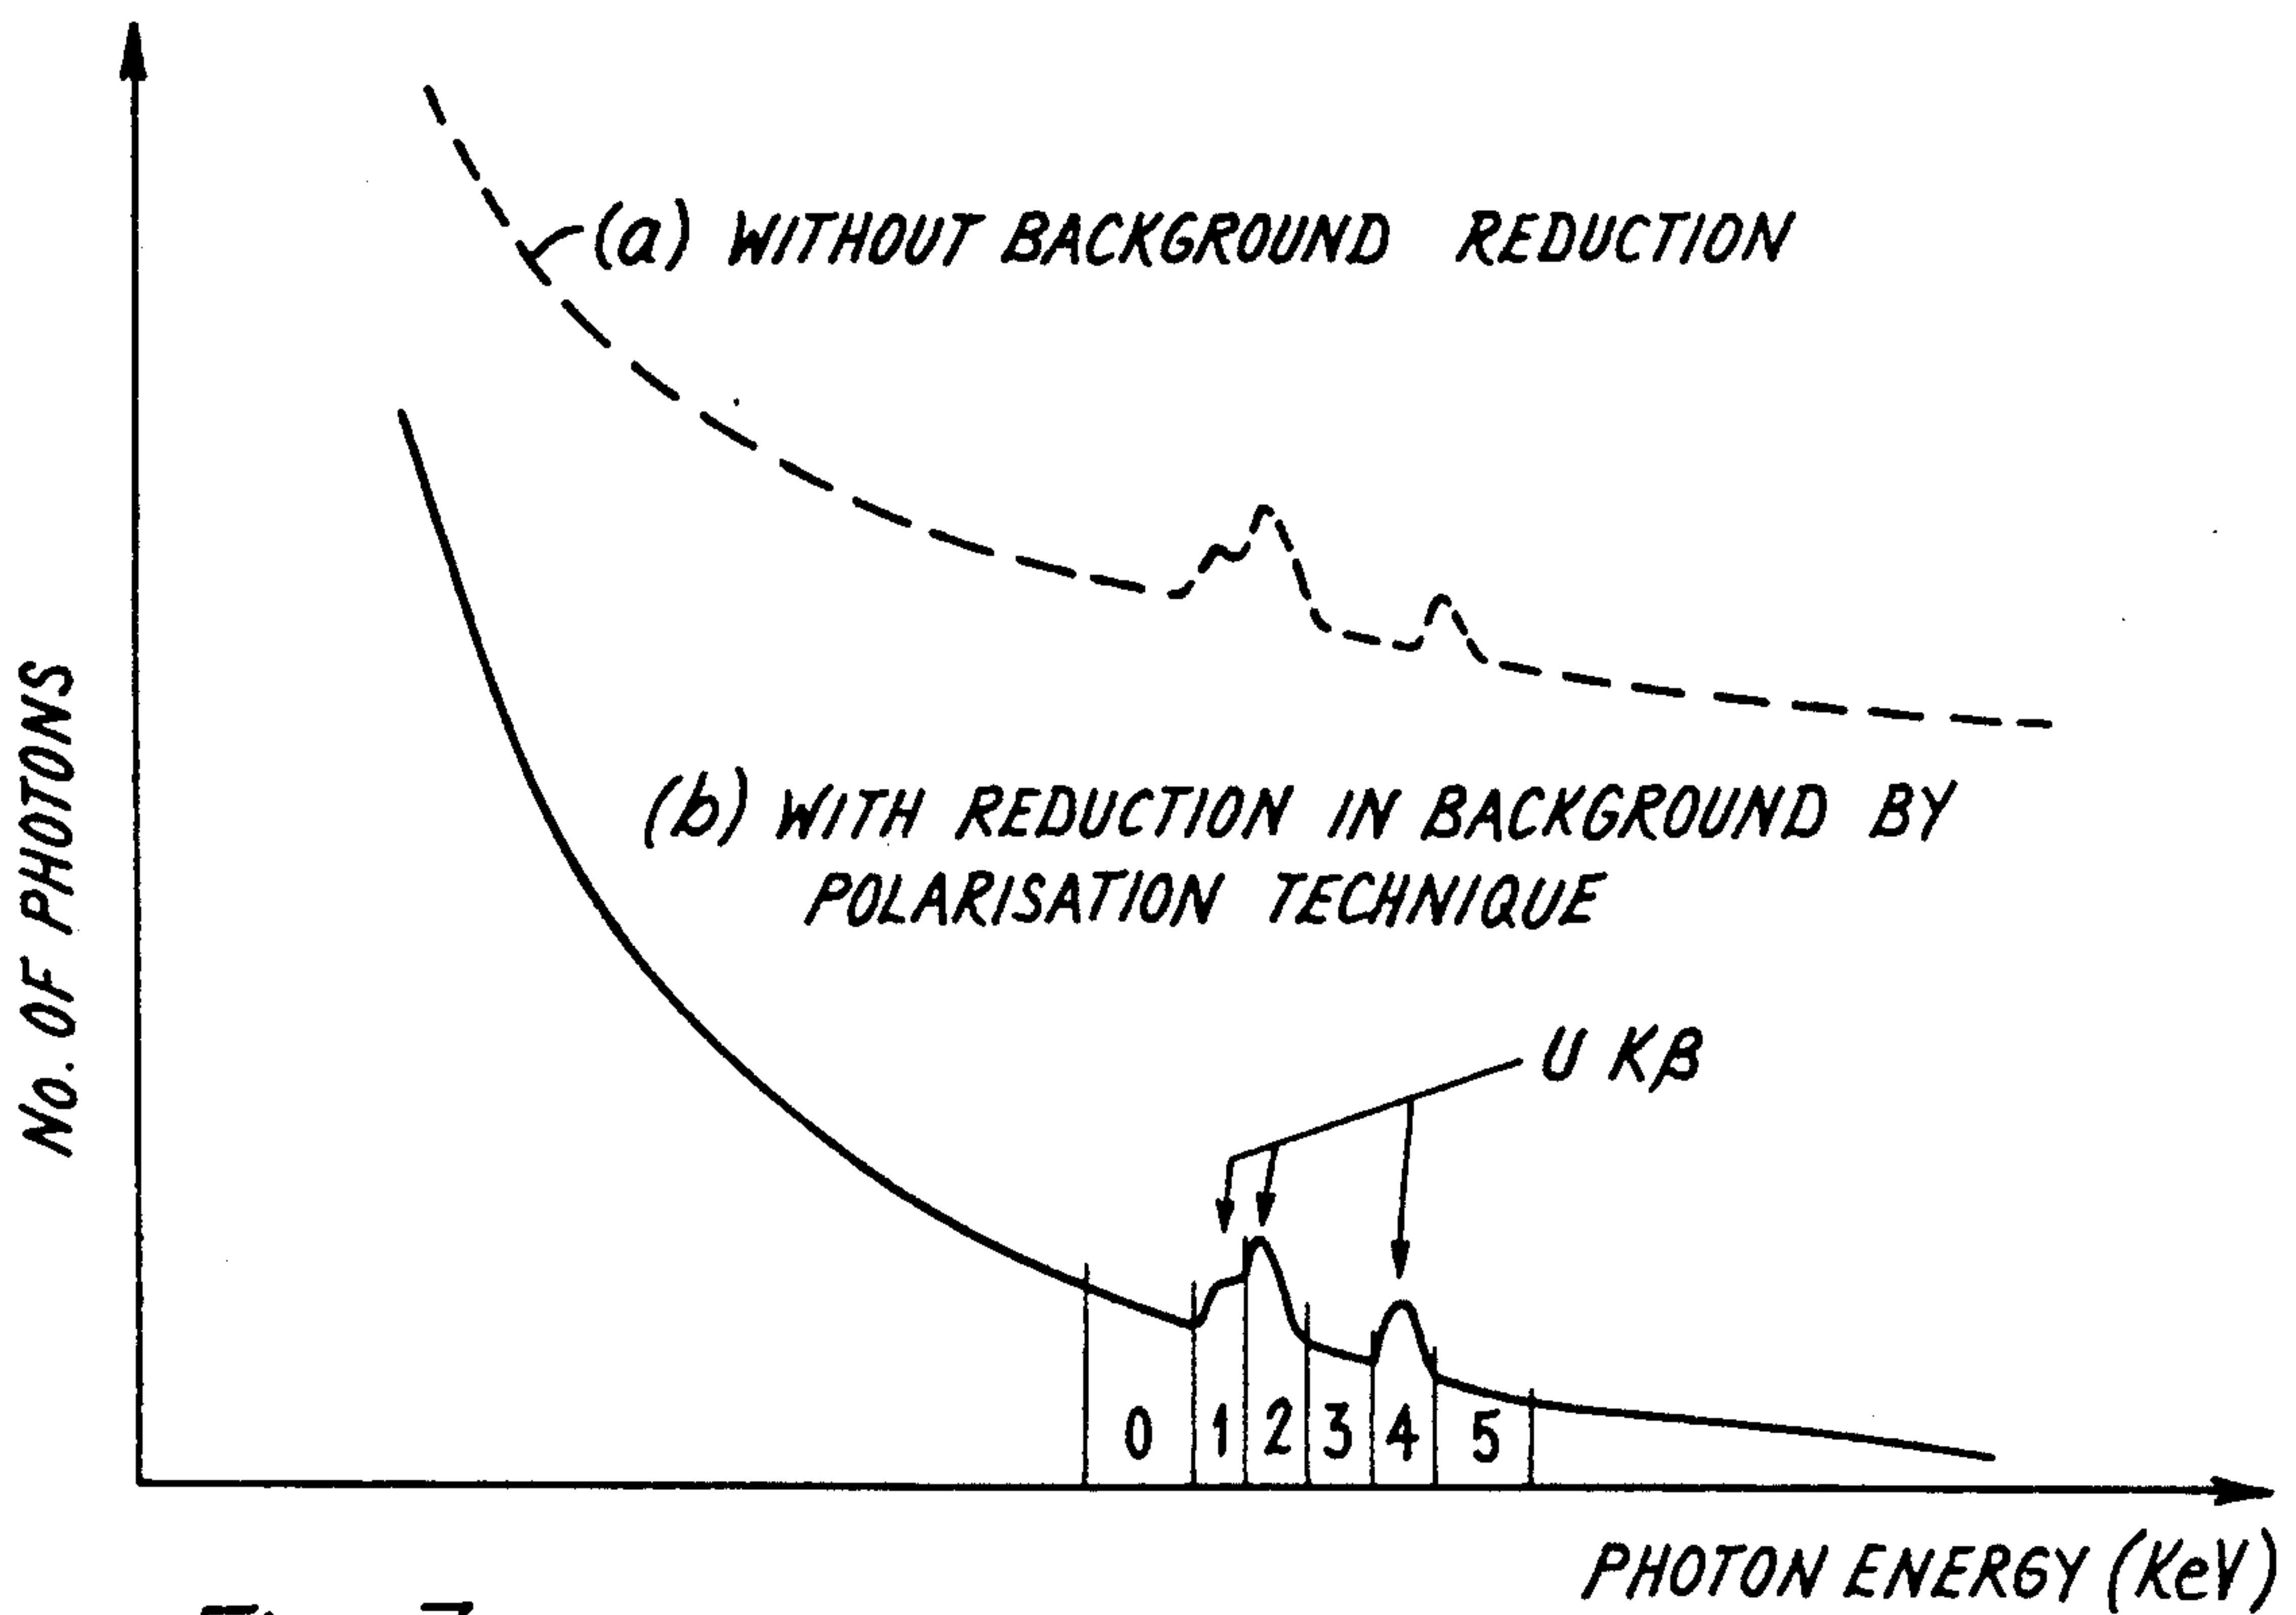 (a) WITHOUT BACKGROUND REDUCTION
(b) WITH REDUCTION IN BACKGROUND BY
POLARISATION TECHNIQUE
No. OF PHOTONS
U Kβ
0 1 2 3 4 5
PHOTON ENERGY (KeV)